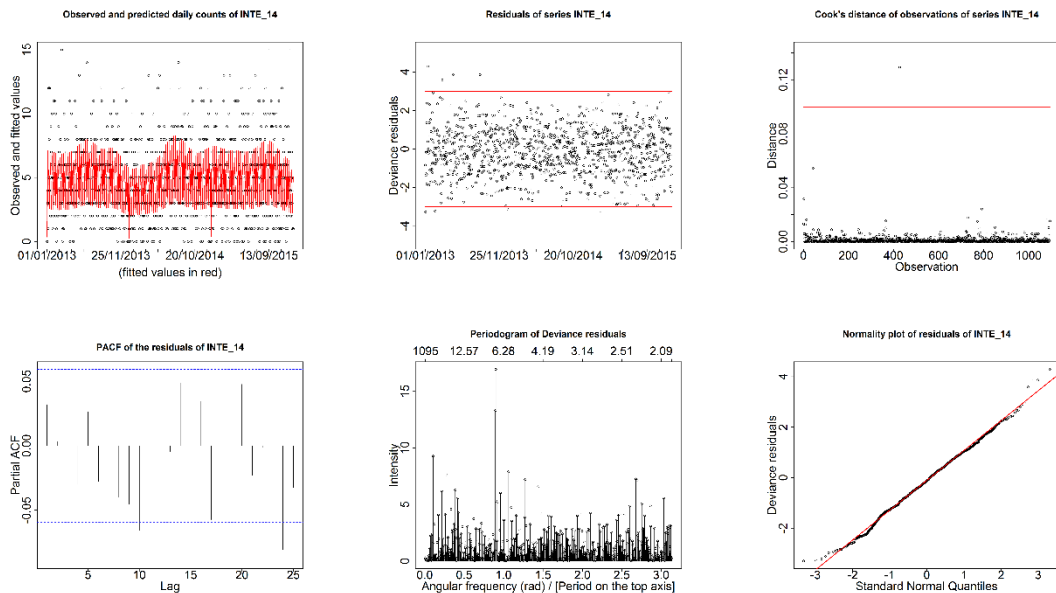 Observed and predicted daily counts of INTE_14
Observed and fitted values
0 5 10 15
01/01/2013 25/11/2013 20/10/2014 13/09/2015
(fitted values in red)
Residuals of series INTE_14
Deviance residuals
-4 -2 0 2 4
01/01/2013 25/11/2013 20/10/2014 13/09/2015
Cook's distance of observations of series INTE_14
Distance
0.00 0.04 0.08 0.12
0 200 400 600 800 1000
Observation
PACF of the residuals of INTE_14
Partial ACF
-0.05 0.00 0.05
5 10 15 20 25
Lag
Periodogram of Deviance residuals
1095 12.57 6.28 4.19 3.14 2.51 2.09
Intensity
0 5 10 15
0.0 0.5 1.0 1.5 2.0 2.5 3.0
Angular frequency (rad) / [Period on the top axis]
Normality plot of residuals of INTE_14
Deviance residuals
-2 0 2 4
-3 -2 -1 0 1 2 3
Standard Normal Quantiles